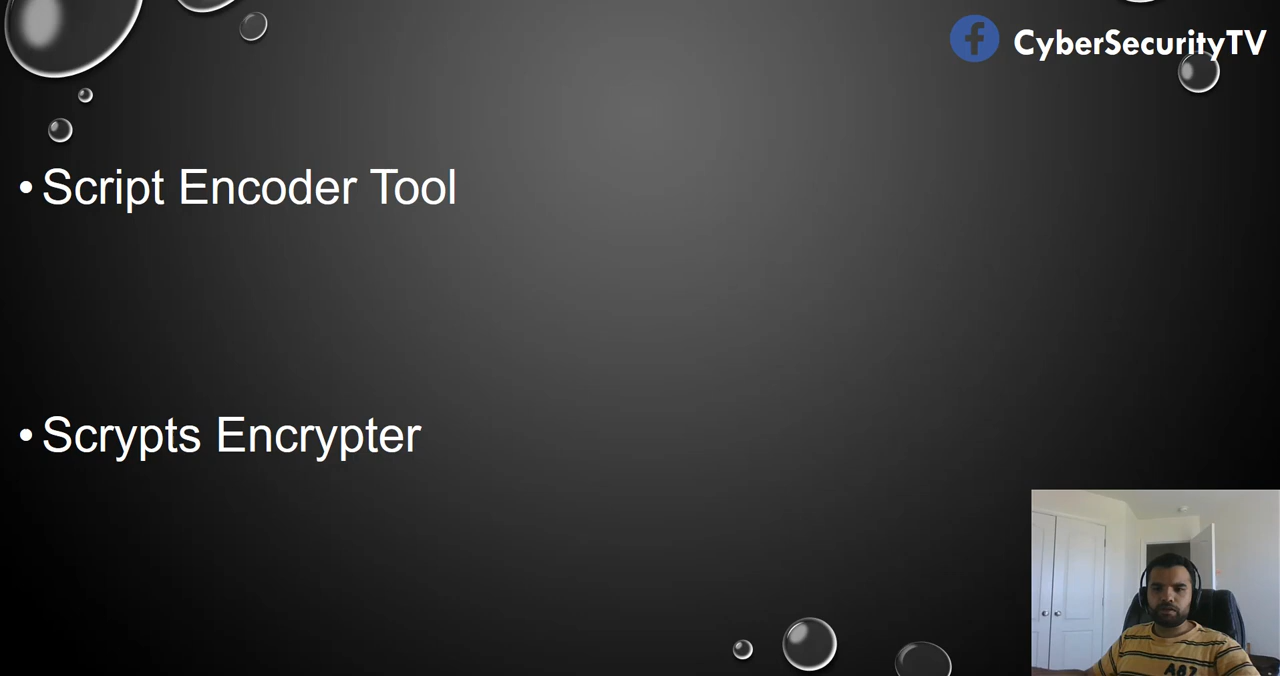 CyberSecurityTV
• Script Encoder Tool
• Scrypts Encrypter